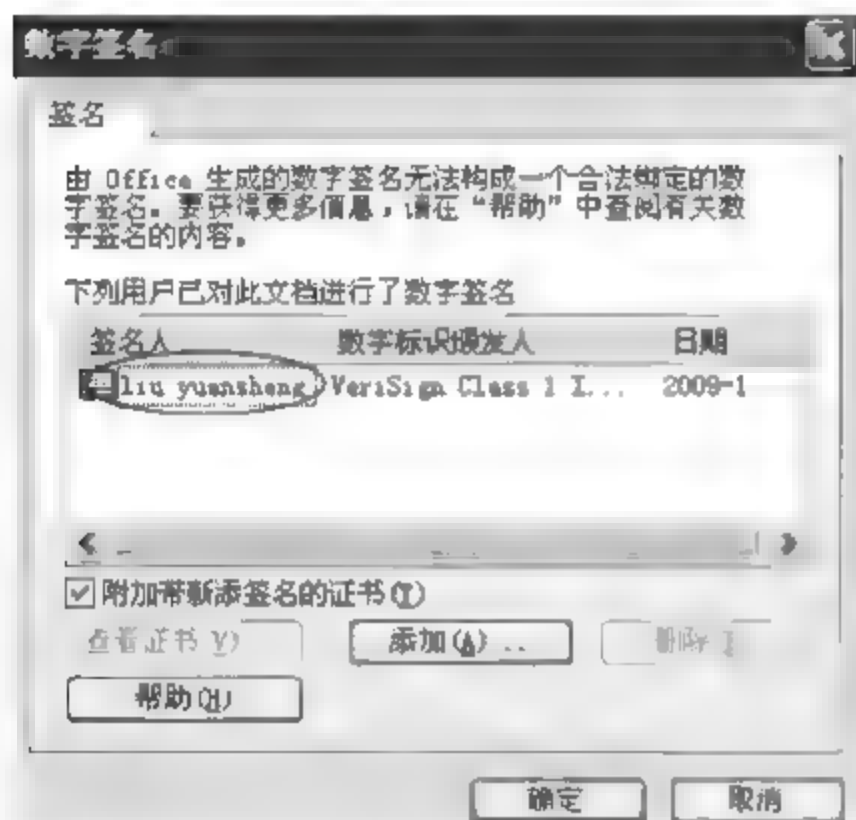 数字签名
签名
由 Office 生成的数字签名无法构成一个合法绑定的数
字签名。要获得更多信息，请在“帮助”中查阅有关数
字签名的内容。
下列用户已对此文档进行了数字签名
签名人 数字标识颁发人 日期
liu yuansheng VeriSign Class 1 I... 2009-1
附加带新添签名的证书(T)
查看证书(V) 添加(A)... 删除
帮助(H)
确定 取消